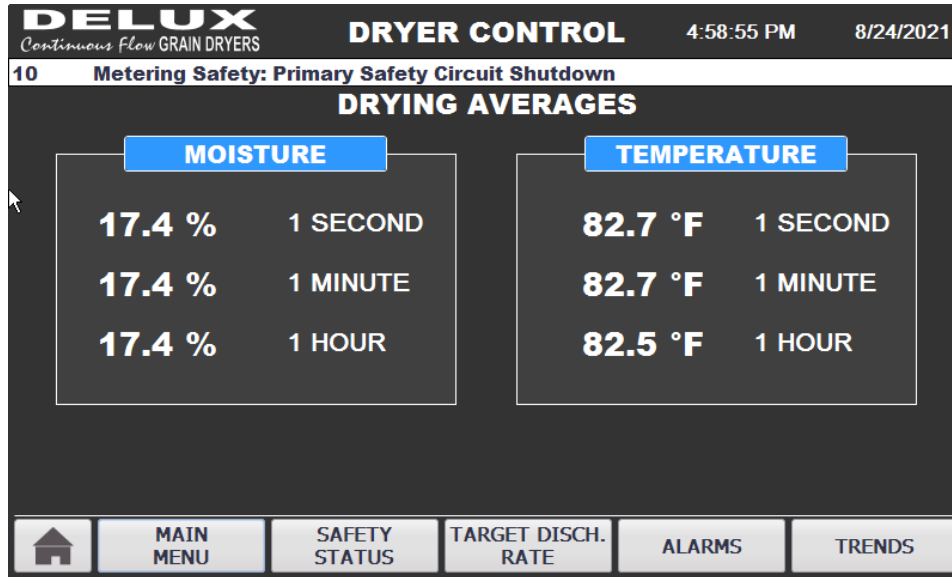 DELUX
Continuous Flow GRAIN DRYERS
DRYER CONTROL
4:58:55 PM
8/24/2021
10 Metering Safety: Primary Safety Circuit Shutdown
DRYING AVERAGES
MOISTURE
17.4 % 1 SECOND
17.4 % 1 MINUTE
17.4 % 1 HOUR
TEMPERATURE
82.7 °F 1 SECOND
82.7 °F 1 MINUTE
82.5 °F 1 HOUR
MAIN
MENU
SAFETY
STATUS
TARGET DISCH.
RATE
ALARMS
TRENDS